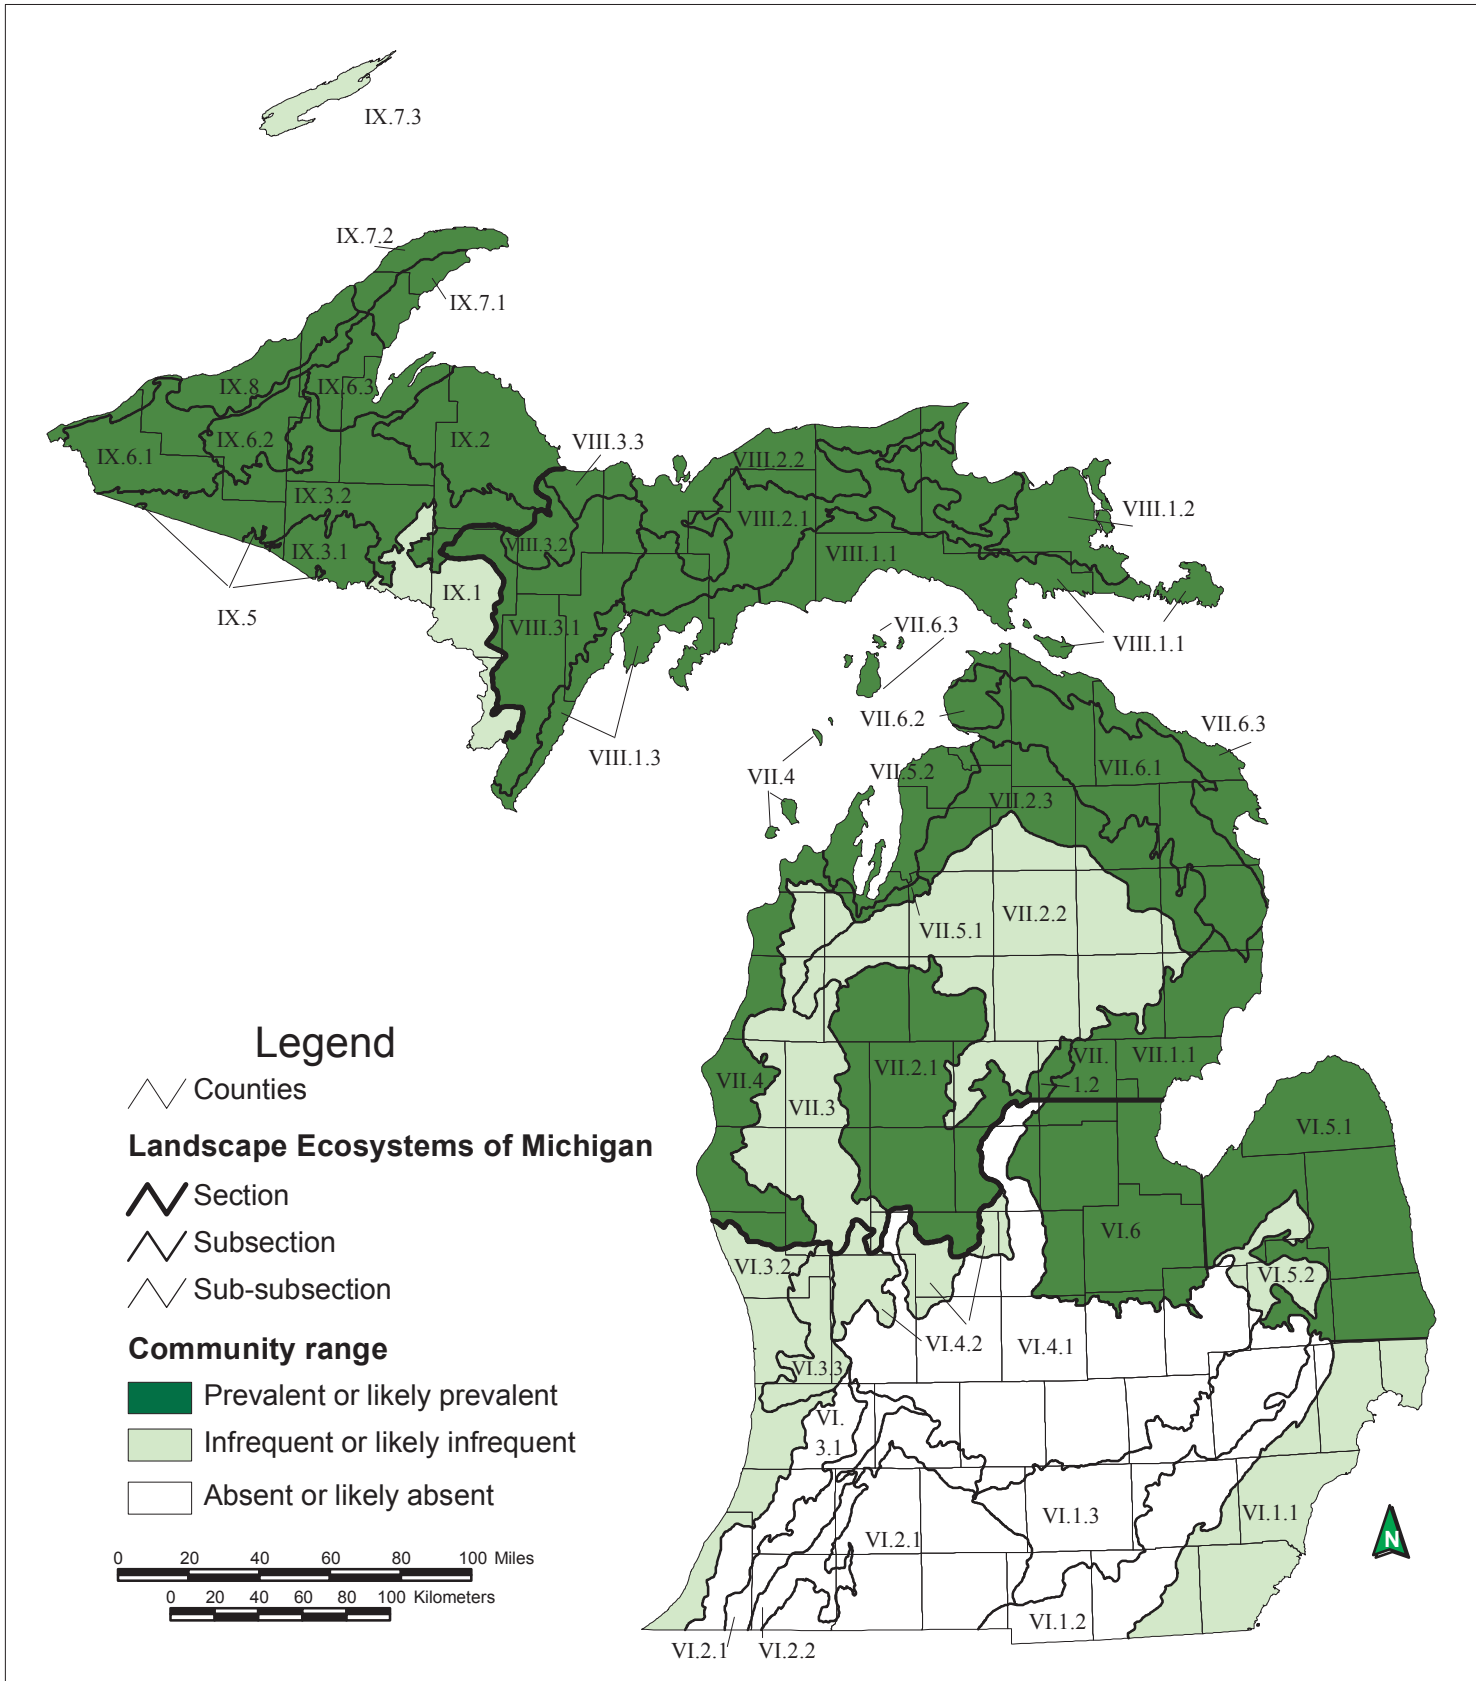 IX.7.3
IX.7.2
IX.7.1
IX.8
IX.6.3
IX.6.2
IX.2
IX.6.1
VIII.3.3
VIII.2.2
IX.3.2
VIII.2.1
VIII.1.2
IX.3.1
VIII.3.2
VIII.1.1
IX.1
IX.5
VIII.3.1
VII.6.3
VIII.1.1
VII.6.2
VII.6.3
VIII.1.3
VII.4
VII.5.2
VII.6.1
VII.2.3
VII.2.2
VII.5.1
VII.2.1
VII.
1.2
VII.1.1
VII.4
VII.3
VI.5.1
VI.6
VI.3.2
VI.5.2
VI.4.2
VI.4.1
VI.3.3
VI.
3.1
VI.1.3
VI.1.1
VI.2.1
VI.1.2
VI.2.1
VI.2.2
Legend
Counties
Landscape Ecosystems of Michigan
Section
Subsection
Sub-subsection
Community range
Prevalent or likely prevalent
Infrequent or likely infrequent
Absent or likely absent
0 20 40 60 80 100 Miles
0 20 40 60 80 100 Kilometers
N